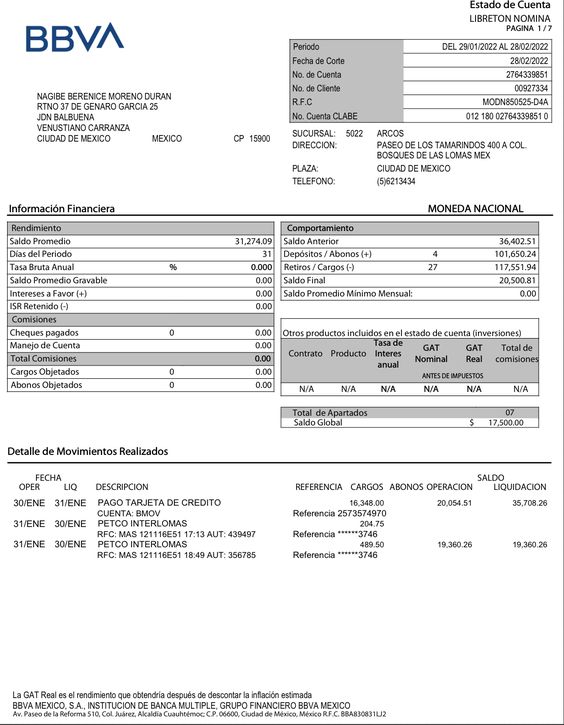 Estado de Cuenta
LIBRETON NOMINA
PAGINA 1 / 7
BBVA
Periodo DEL 29/01/2022 AL 28/02/2022
Fecha de Corte 28/02/2022
No. de Cuenta 2764339851
No. de Cliente 00927334
R.F.C MODN850525-D4A
No. Cuenta CLABE 012 180 02764339851 0
NAGIBE BERENICE MORENO DURAN
RTNO 37 DE GENARO GARCIA 25
JDN BALBUENA
VENUSTIANO CARRANZA
CIUDAD DE MEXICO MEXICO CP 15900
SUCURSAL: 5022 ARCOS
DIRECCION: PASEO DE LOS TAMARINDOS 400 A COL.
BOSQUES DE LAS LOMAS MEX
PLAZA: CIUDAD DE MEXICO
TELEFONO: (5)6213434
Información Financiera MONEDA NACIONAL
Rendimiento
Saldo Promedio 31,274.09
Días del Periodo 31
Tasa Bruta Anual % 0.000
Saldo Promedio Gravable 0.00
Intereses a Favor (+) 0.00
ISR Retenido (-) 0.00
Comisiones
Cheques pagados 0 0.00
Manejo de Cuenta 0.00
Total Comisiones 0.00
Cargos Objetados 0 0.00
Abonos Objetados 0 0.00
Comportamiento
Saldo Anterior 36,402.51
Depósitos / Abonos (+) 4 101,650.24
Retiros / Cargos (-) 27 117,551.94
Saldo Final 20,500.81
Saldo Promedio Mínimo Mensual: 0.00
Otros productos incluidos en el estado de cuenta (inversiones)
Contrato Producto Tasa de Interes anual GAT Nominal GAT Real Total de comisiones
ANTES DE IMPUESTOS
N/A N/A N/A N/A N/A N/A
Total de Apartados 07
Saldo Global $ 17,500.00
Detalle de Movimientos Realizados
FECHA SALDO
OPER LIQ DESCRIPCION REFERENCIA CARGOS ABONOS OPERACION LIQUIDACION
30/ENE 31/ENE PAGO TARJETA DE CREDITO 16,348.00 20,054.51 35,708.26
CUENTA: BMOV Referencia 2573574970
31/ENE 30/ENE PETCO INTERLOMAS 204.75
RFC: MAS 121116E51 17:13 AUT: 439497 Referencia ******3746
31/ENE 30/ENE PETCO INTERLOMAS 489.50 19,360.26 19,360.26
RFC: MAS 121116E51 18:49 AUT: 356785 Referencia ******3746
La GAT Real es el rendimiento que obtendría después de descontar la inflación estimada
BBVA MEXICO, S.A., INSTITUCION DE BANCA MULTIPLE, GRUPO FINANCIERO BBVA MEXICO
Av. Paseo de la Reforma 510, Col. Juárez, Alcaldía Cuauhtémoc; C.P. 06600, Ciudad de México, México R.F.C. BBA830831LJ2